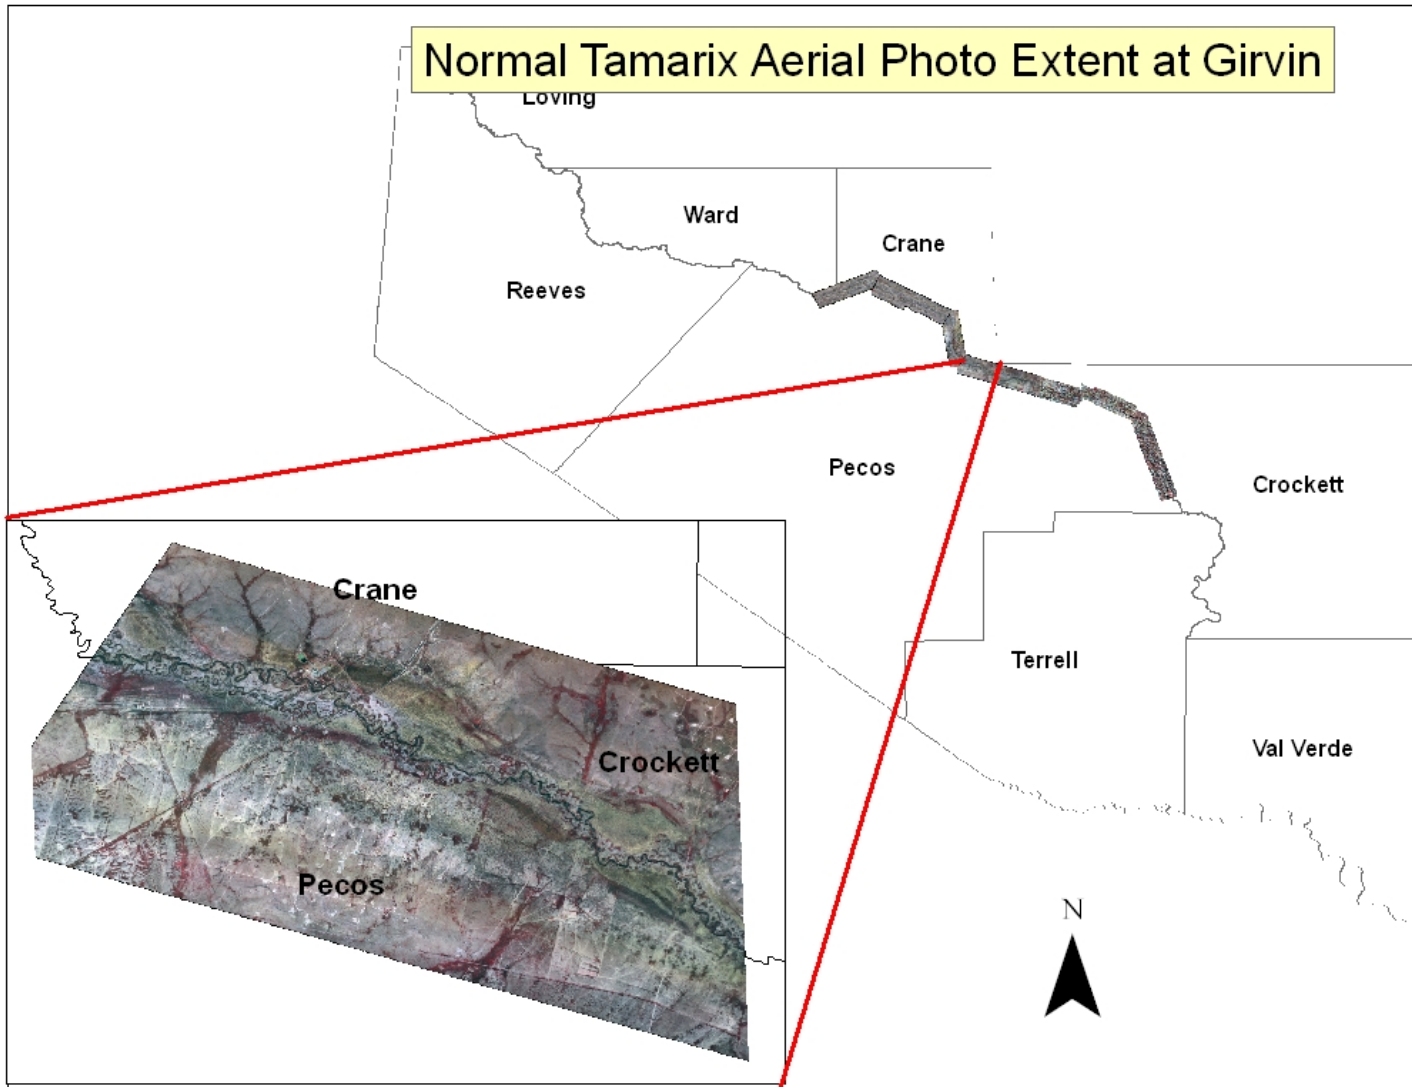 Normal Tamarix Aerial Photo Extent at Girvin
Loving
Ward
Crane
Reeves
Pecos
Crockett
Terrell
Val Verde
N
Crane
Crockett
Pecos